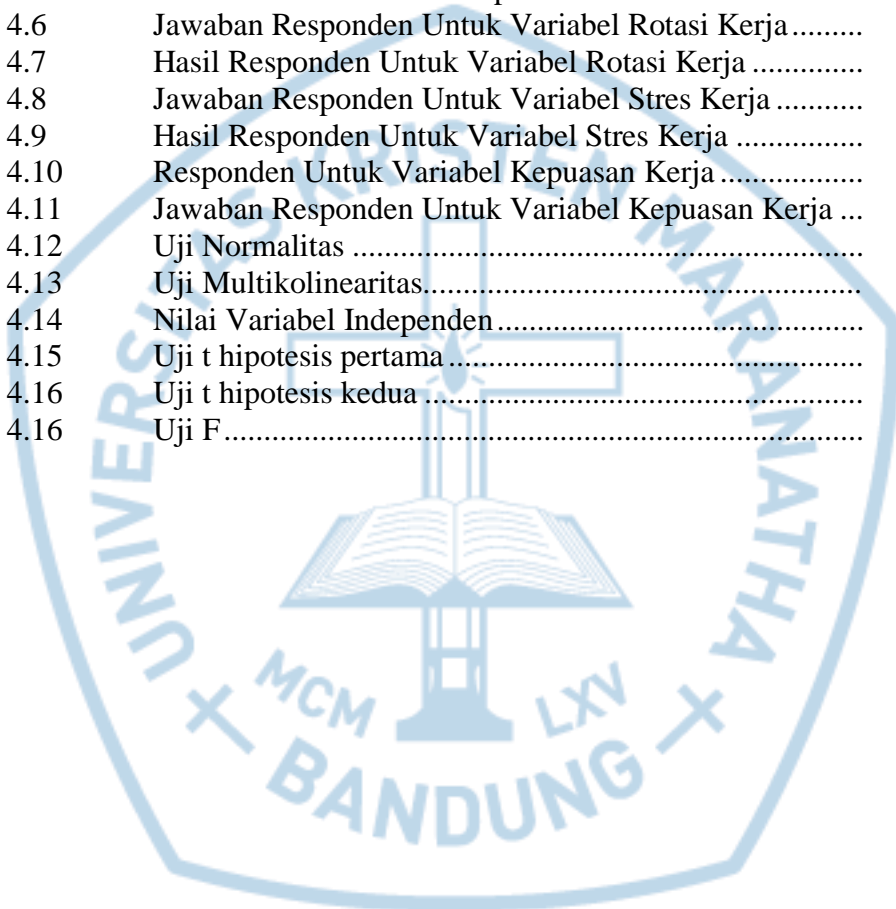 4.6 Jawaban Responden Untuk Variabel Rotasi Kerja.........
4.7 Hasil Responden Untuk Variabel Rotasi Kerja ..............
4.8 Jawaban Responden Untuk Variabel Stres Kerja ...........
4.9 Hasil Responden Untuk Variabel Stres Kerja ................
4.10 Responden Untuk Variabel Kepuasan Kerja..................
4.11 Jawaban Responden Untuk Variabel Kepuasan Kerja ...
4.12 Uji Normalitas ................................................................
4.13 Uji Multikolinearitas.......................................................
4.14 Nilai Variabel Independen..............................................
4.15 Uji t hipotesis pertama ...................................................
4.16 Uji t hipotesis kedua .......................................................
4.16 Uji F................................................................................
UNIVERSITAS KRISTEN MARANATHA
MCM LXV
BANDUNG